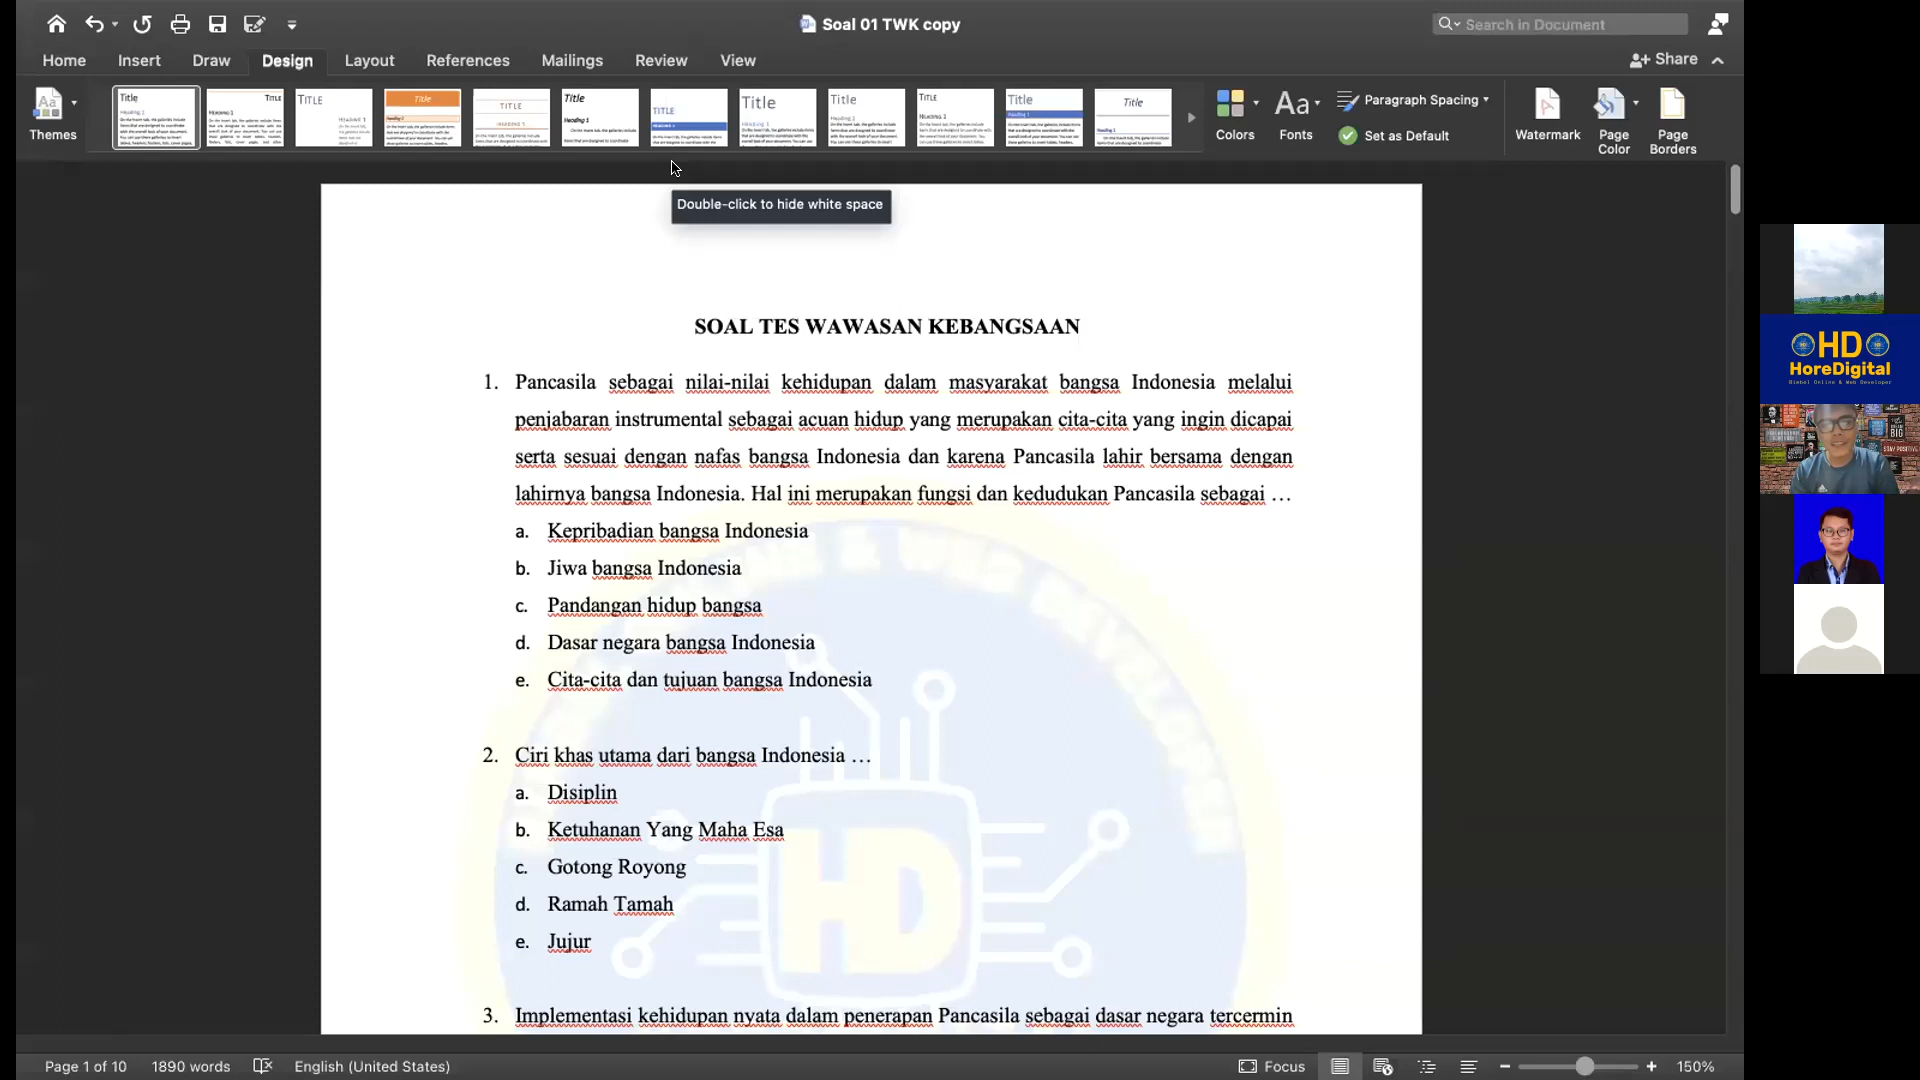 Soal 01 TWK copy
Search in Document
Home Insert Draw Design Layout References Mailings Review View
Share
Themes
Colors
Fonts
Paragraph Spacing
Set as Default
Watermark
Page Color
Page Borders
Double-click to hide white space
SOAL TES WAWASAN KEBANGSAAN
1. Pancasila sebagai nilai-nilai kehidupan dalam masyarakat bangsa Indonesia melalui
penjabaran instrumental sebagai acuan hidup yang merupakan cita-cita yang ingin dicapai
serta sesuai dengan nafas bangsa Indonesia dan karena Pancasila lahir bersama dengan
lahirnya bangsa Indonesia. Hal ini merupakan fungsi dan kedudukan Pancasila sebagai …
a. Kepribadian bangsa Indonesia
b. Jiwa bangsa Indonesia
c. Pandangan hidup bangsa
d. Dasar negara bangsa Indonesia
e. Cita-cita dan tujuan bangsa Indonesia
2. Ciri khas utama dari bangsa Indonesia …
a. Disiplin
b. Ketuhanan Yang Maha Esa
c. Gotong Royong
d. Ramah Tamah
e. Jujur
3. Implementasi kehidupan nyata dalam penerapan Pancasila sebagai dasar negara tercermin
HD
HD
HoreDigital
Bimbel Online & Web Developer
Page 1 of 10
1890 words
English (United States)
Focus
150%